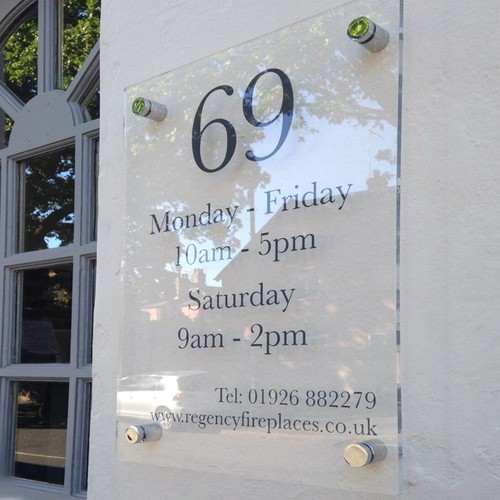 69
Monday - Friday
10am - 5pm
Saturday
9am - 2pm
Tel: 01926 882279
www.regencyfireplaces.co.uk